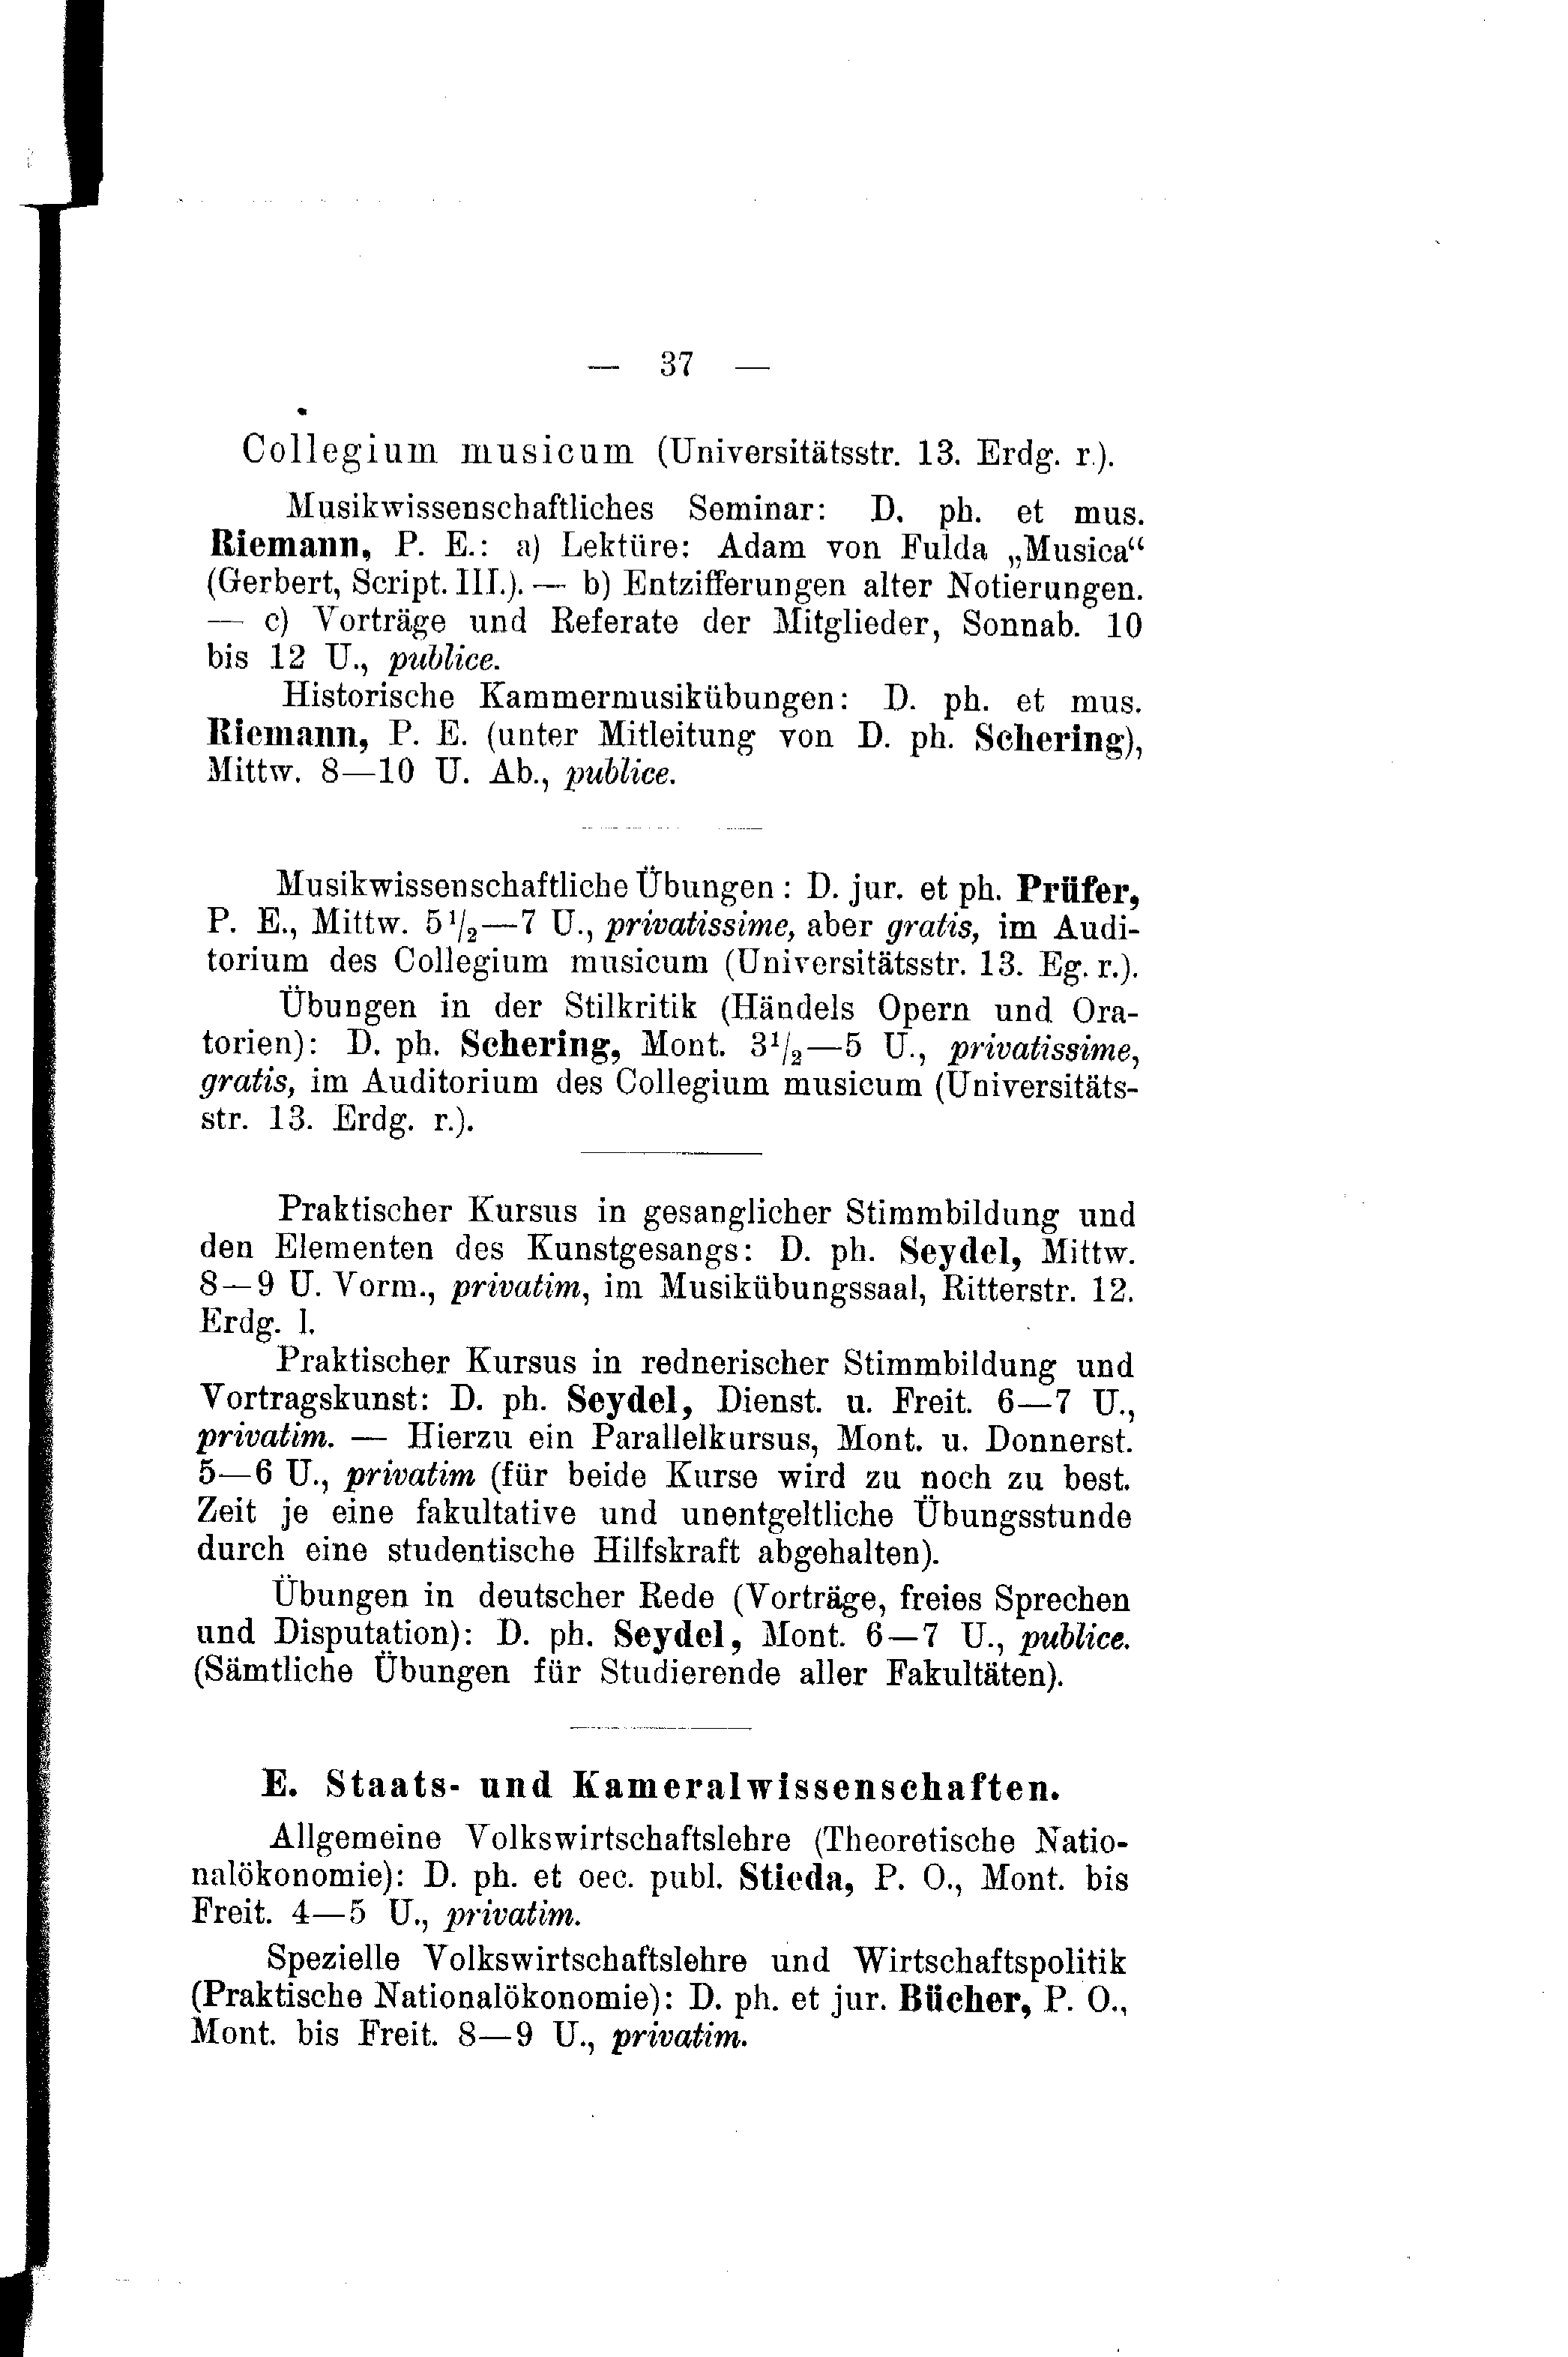 — 37 —
Collegium musicum (Universitätsstr. 13. Erdg. r.).
Musikwissenschaftliches Seminar: D. ph. et mus.
Riemann, P. E.: a) Lektüre: Adam von Fulda „Musica“
(Gerbert, Script. III.). — b) Entzifferungen alter Notierungen.
— c) Vorträge und Referate der Mitglieder, Sonnab. 10
bis 12 U., publice.
Historische Kammermusikübungen: D. ph. et mus.
Riemann, P. E. (unter Mitleitung von D. ph. Schering),
Mittw. 8—10 U. Ab., publice.
Musikwissenschaftliche Übungen: D. jur. et ph. Prüfer,
P. E., Mittw. 5 1/2—7 U., privatissime, aber gratis, im Audi-
torium des Collegium musicum (Universitätsstr. 13. Eg. r.).
Übungen in der Stilkritik (Händels Opern und Ora-
torien): D. ph. Schering, Mont. 3 1/2—5 U., privatissime,
gratis, im Auditorium des Collegium musicum (Universitäts-
str. 13. Erdg. r.).
Praktischer Kursus in gesanglicher Stimmbildung und
den Elementen des Kunstgesangs: D. ph. Seydel, Mittw.
8—9 U. Vorm., privatim, im Musikübungssaal, Ritterstr. 12.
Erdg. l.
Praktischer Kursus in rednerischer Stimmbildung und
Vortragskunst: D. ph. Seydel, Dienst. u. Freit. 6—7 U.,
privatim. — Hierzu ein Parallelkursus, Mont. u. Donnerst.
5—6 U., privatim (für beide Kurse wird zu noch zu best.
Zeit je eine fakultative und unentgeltliche Übungsstunde
durch eine studentische Hilfskraft abgehalten).
Übungen in deutscher Rede (Vorträge, freies Sprechen
und Disputation): D. ph. Seydel, Mont. 6—7 U., publice.
(Sämtliche Übungen für Studierende aller Fakultäten).
E. Staats- und Kameralwissenschaften.
Allgemeine Volkswirtschaftslehre (Theoretische Natio-
nalökonomie): D. ph. et oec. publ. Stieda, P. O., Mont. bis
Freit. 4—5 U., privatim.
Spezielle Volkswirtschaftslehre und Wirtschaftspolitik
(Praktische Nationalökonomie): D. ph. et jur. Bücher, P. O.,
Mont. bis Freit. 8—9 U., privatim.